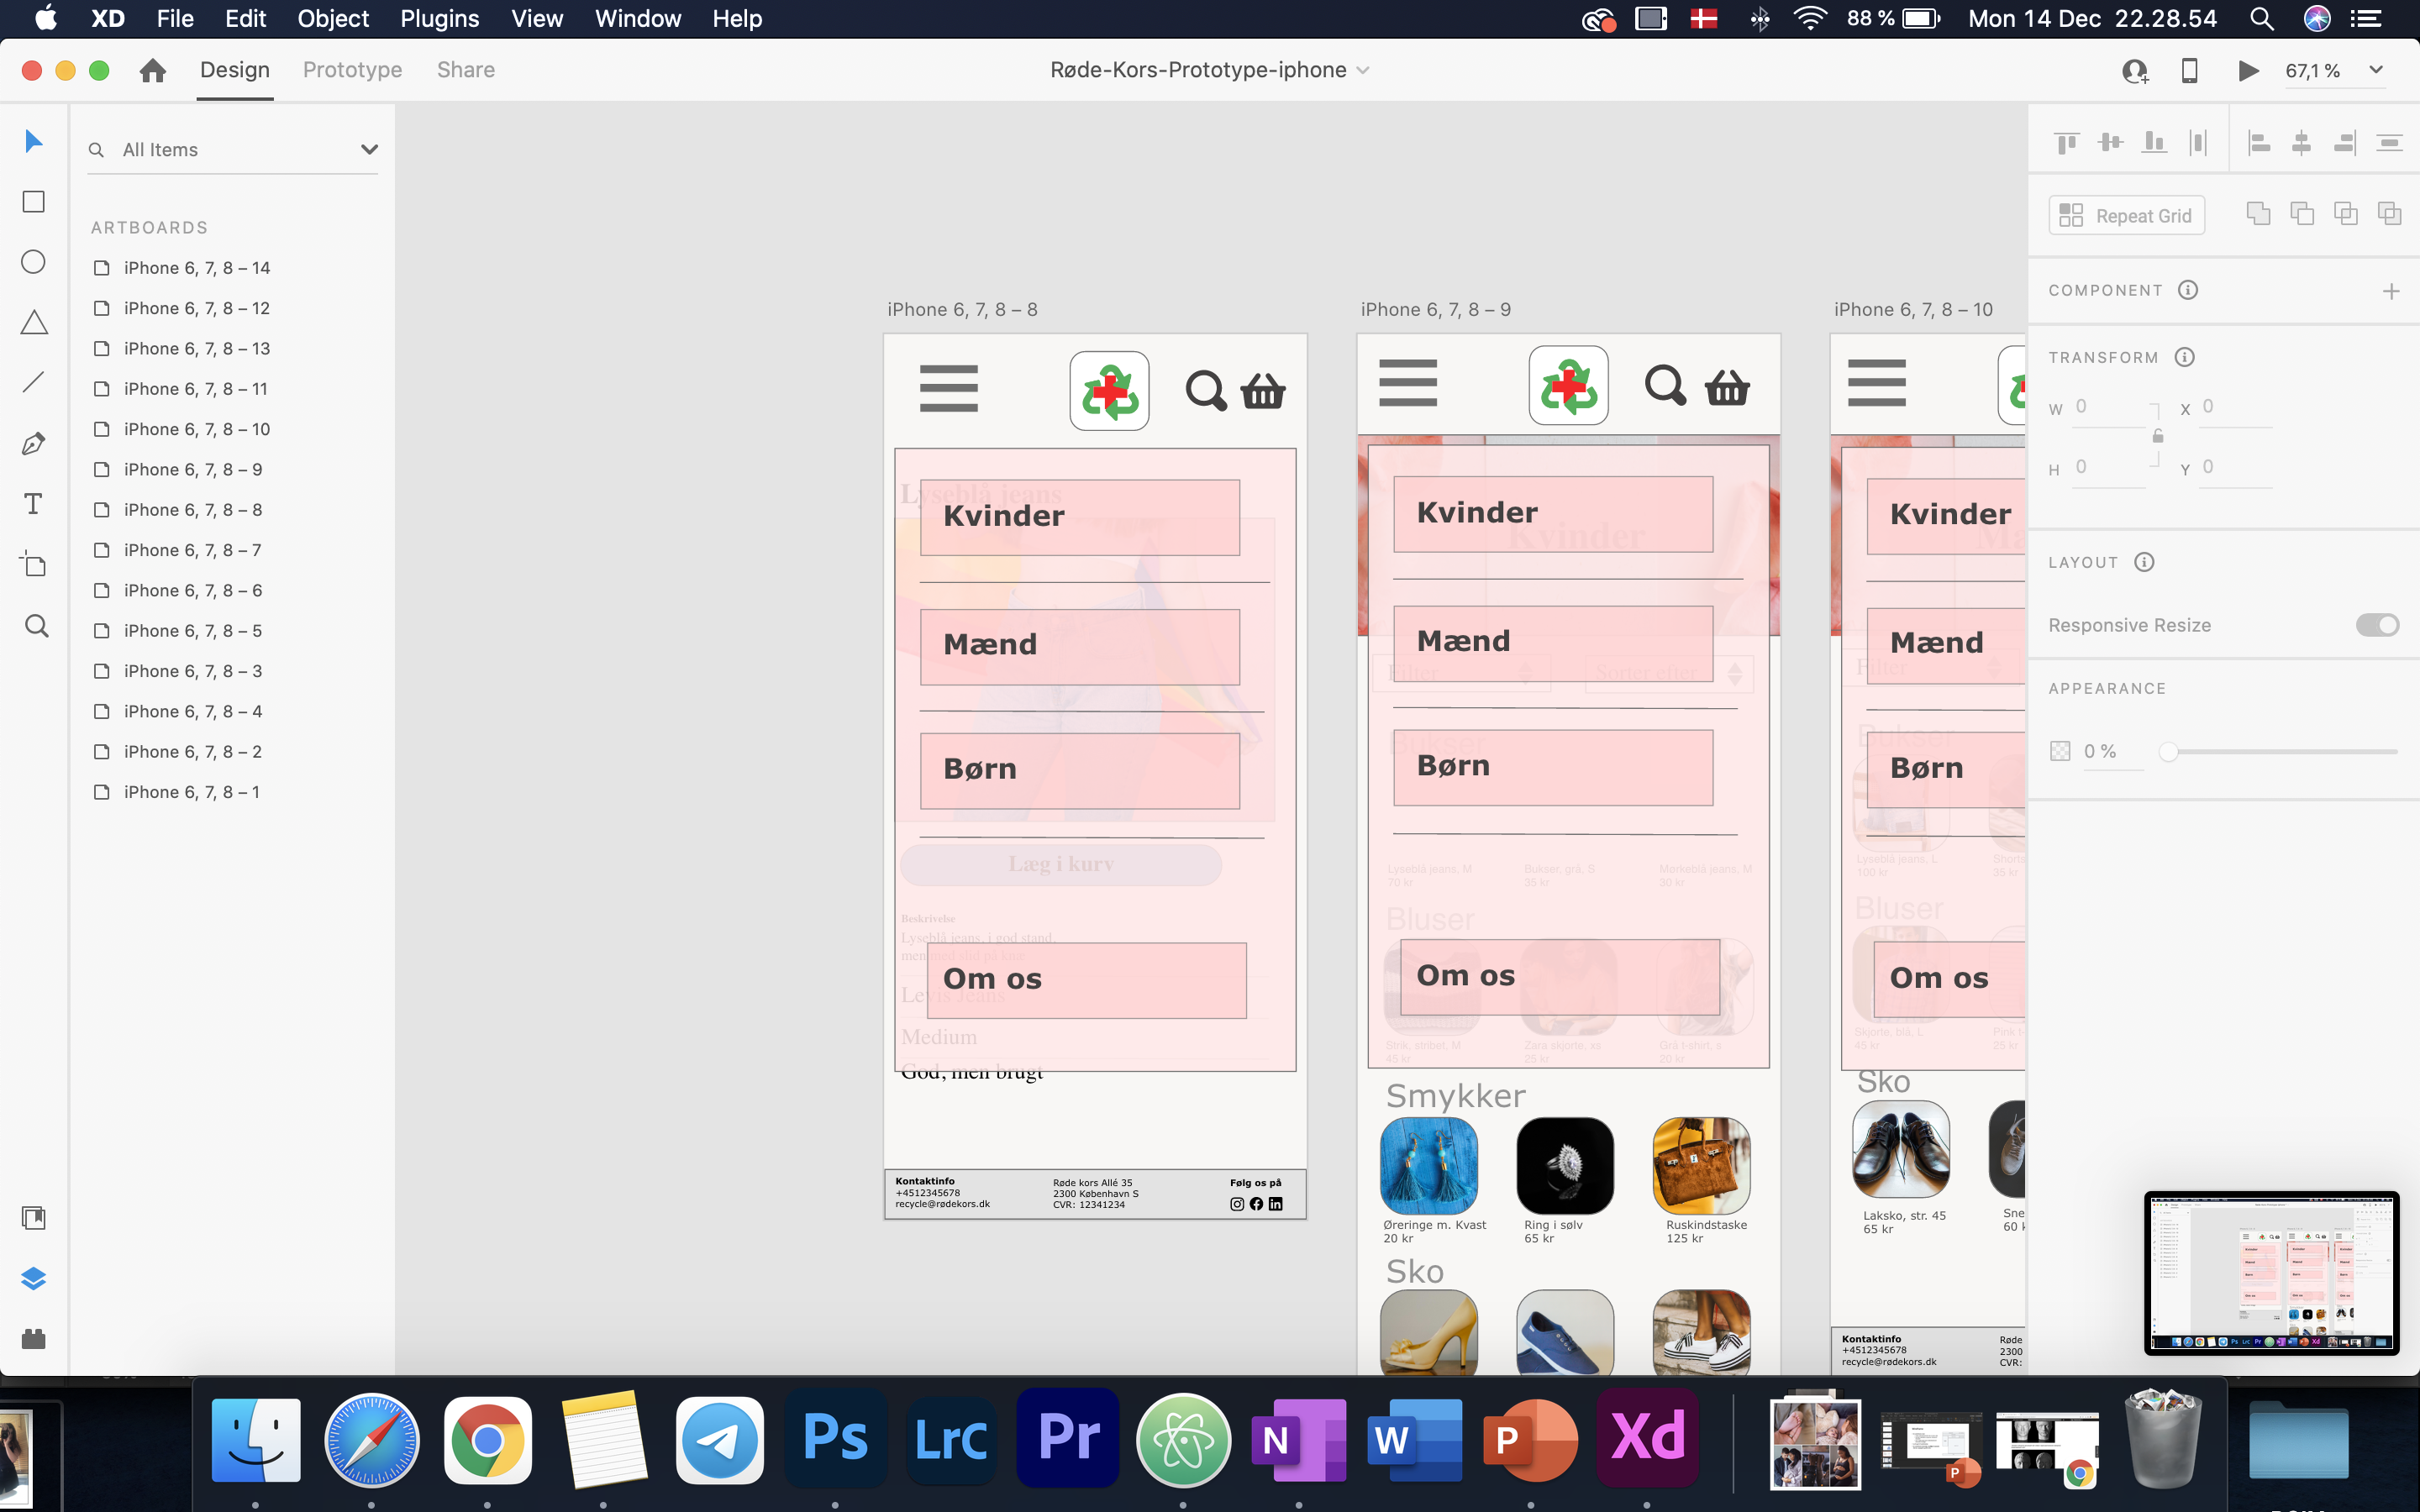 XD File Edit Object Plugins View Window Help
88 % Mon 14 Dec 22.28.54
Design Prototype Share
Røde-Kors-Prototype-iphone
67,1 %
All Items
ARTBOARDS
iPhone 6, 7, 8 – 14
iPhone 6, 7, 8 – 12
iPhone 6, 7, 8 – 13
iPhone 6, 7, 8 – 11
iPhone 6, 7, 8 – 10
iPhone 6, 7, 8 – 9
iPhone 6, 7, 8 – 8
iPhone 6, 7, 8 – 7
iPhone 6, 7, 8 – 6
iPhone 6, 7, 8 – 5
iPhone 6, 7, 8 – 3
iPhone 6, 7, 8 – 4
iPhone 6, 7, 8 – 2
iPhone 6, 7, 8 – 1
iPhone 6, 7, 8 – 8
Lyseblå jeans
Kvinder
Mænd
Børn
Læg i kurv
Beskrivelse
Lyseblå jeans, i god stand,
men med slid på knæ
Om os
Levis Jeans
Medium
God, men brugt
Kontaktinfo
+4512345678
recycle@rødekors.dk
Røde kors Allé 35
2300 København S
CVR: 12341234
Følg os på
iPhone 6, 7, 8 – 9
Kvinder
Kvinder
Mænd
Filter
Sorter efter
Bukser
Børn
Lyseblå jeans, M
70 kr
Bukser, grå, S
35 kr
Mørkeblå jeans, M
30 kr
Bluser
Om os
Strik, stribet, M
45 kr
Zara skjorte, xs
25 kr
Grå t-shirt, s
20 kr
Smykker
Øreringe m. Kvast
20 kr
Ring i sølv
65 kr
Ruskindstaske
125 kr
Sko
iPhone 6, 7, 8 – 10
Kvinder
Mænd
Filter
Bukser
Børn
Lyseblå jeans, L
100 kr
Shorts
35 kr
Bluser
Om os
Skjorte, blå, L
45 kr
Pink t-
25 kr
Sko
Laksko, str. 45
65 kr
Sne
60 k
Kontaktinfo
+4512345678
recycle@rødekors.dk
Røde
2300
CVR:
Repeat Grid
COMPONENT
TRANSFORM
W 0 X 0
H 0 Y 0
LAYOUT
Responsive Resize
APPEARANCE
0 %
Ps
Lrc
Pr
N
W
P
Xd
P